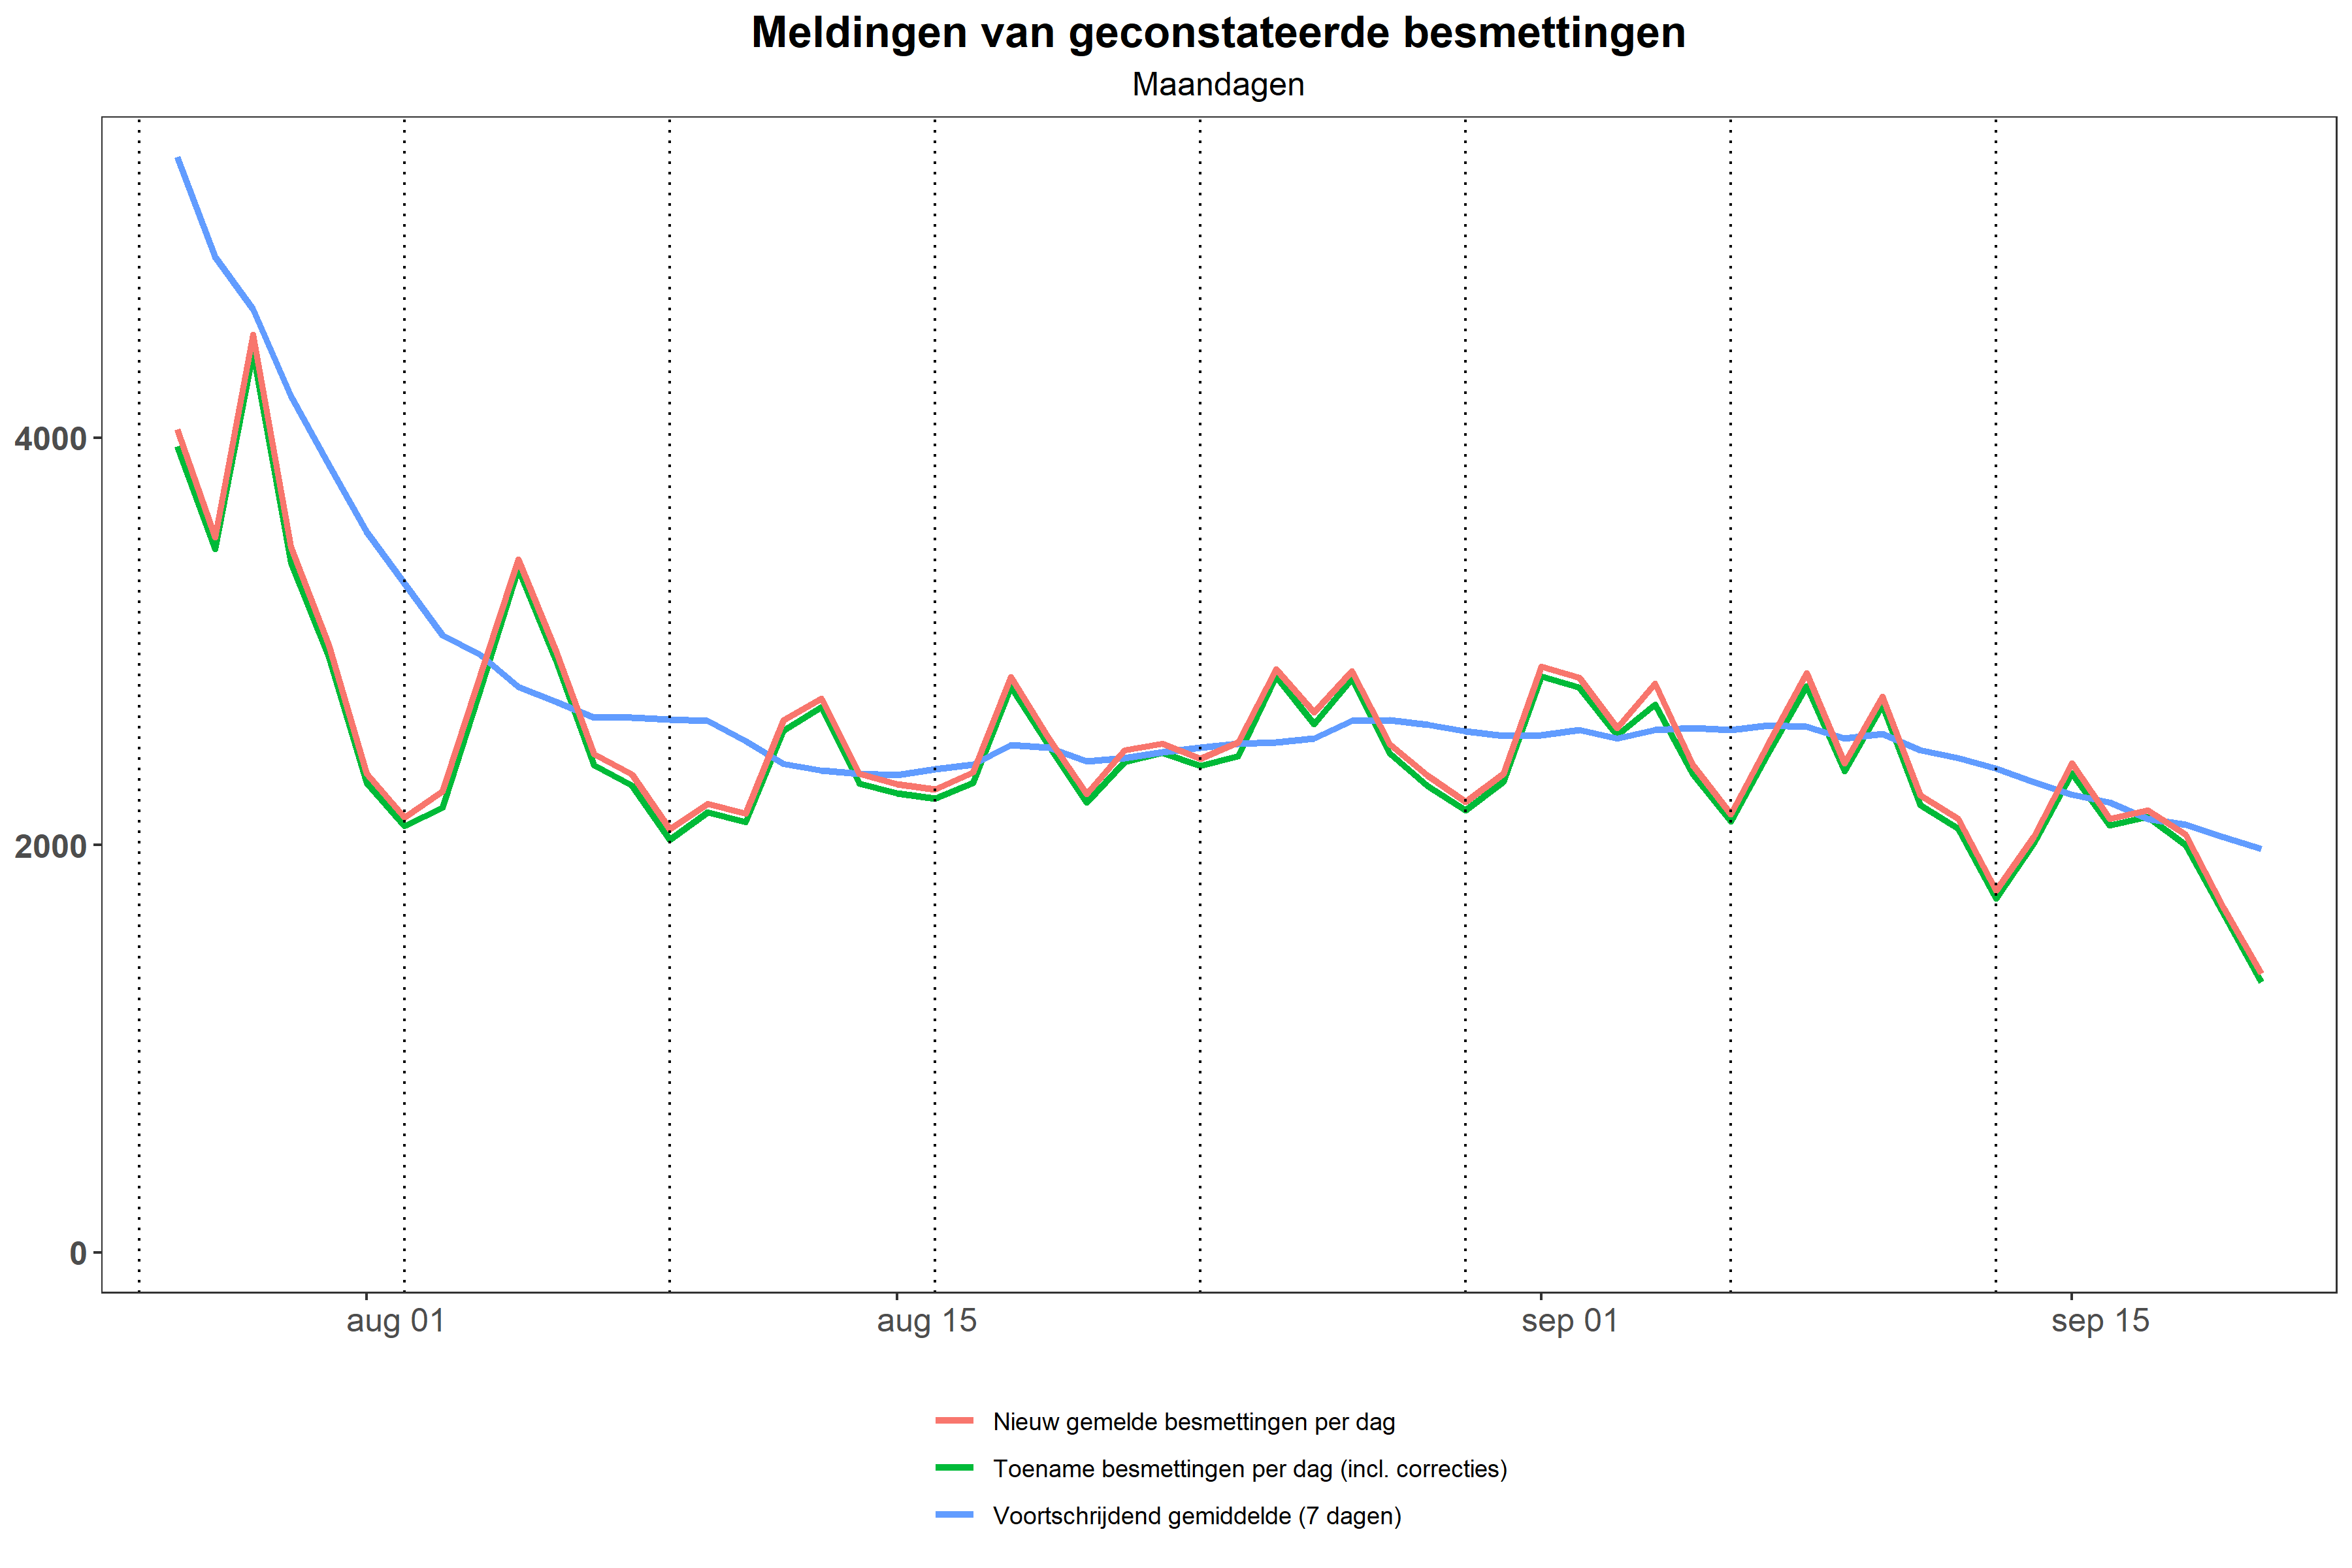 Meldingen van geconstateerde besmettingen
Maandagen
4000
2000
0
aug 01
aug 15
sep 01
sep 15
Nieuw gemelde besmettingen per dag
Toename besmettingen per dag (incl. correcties)
Voortschrijdend gemiddelde (7 dagen)